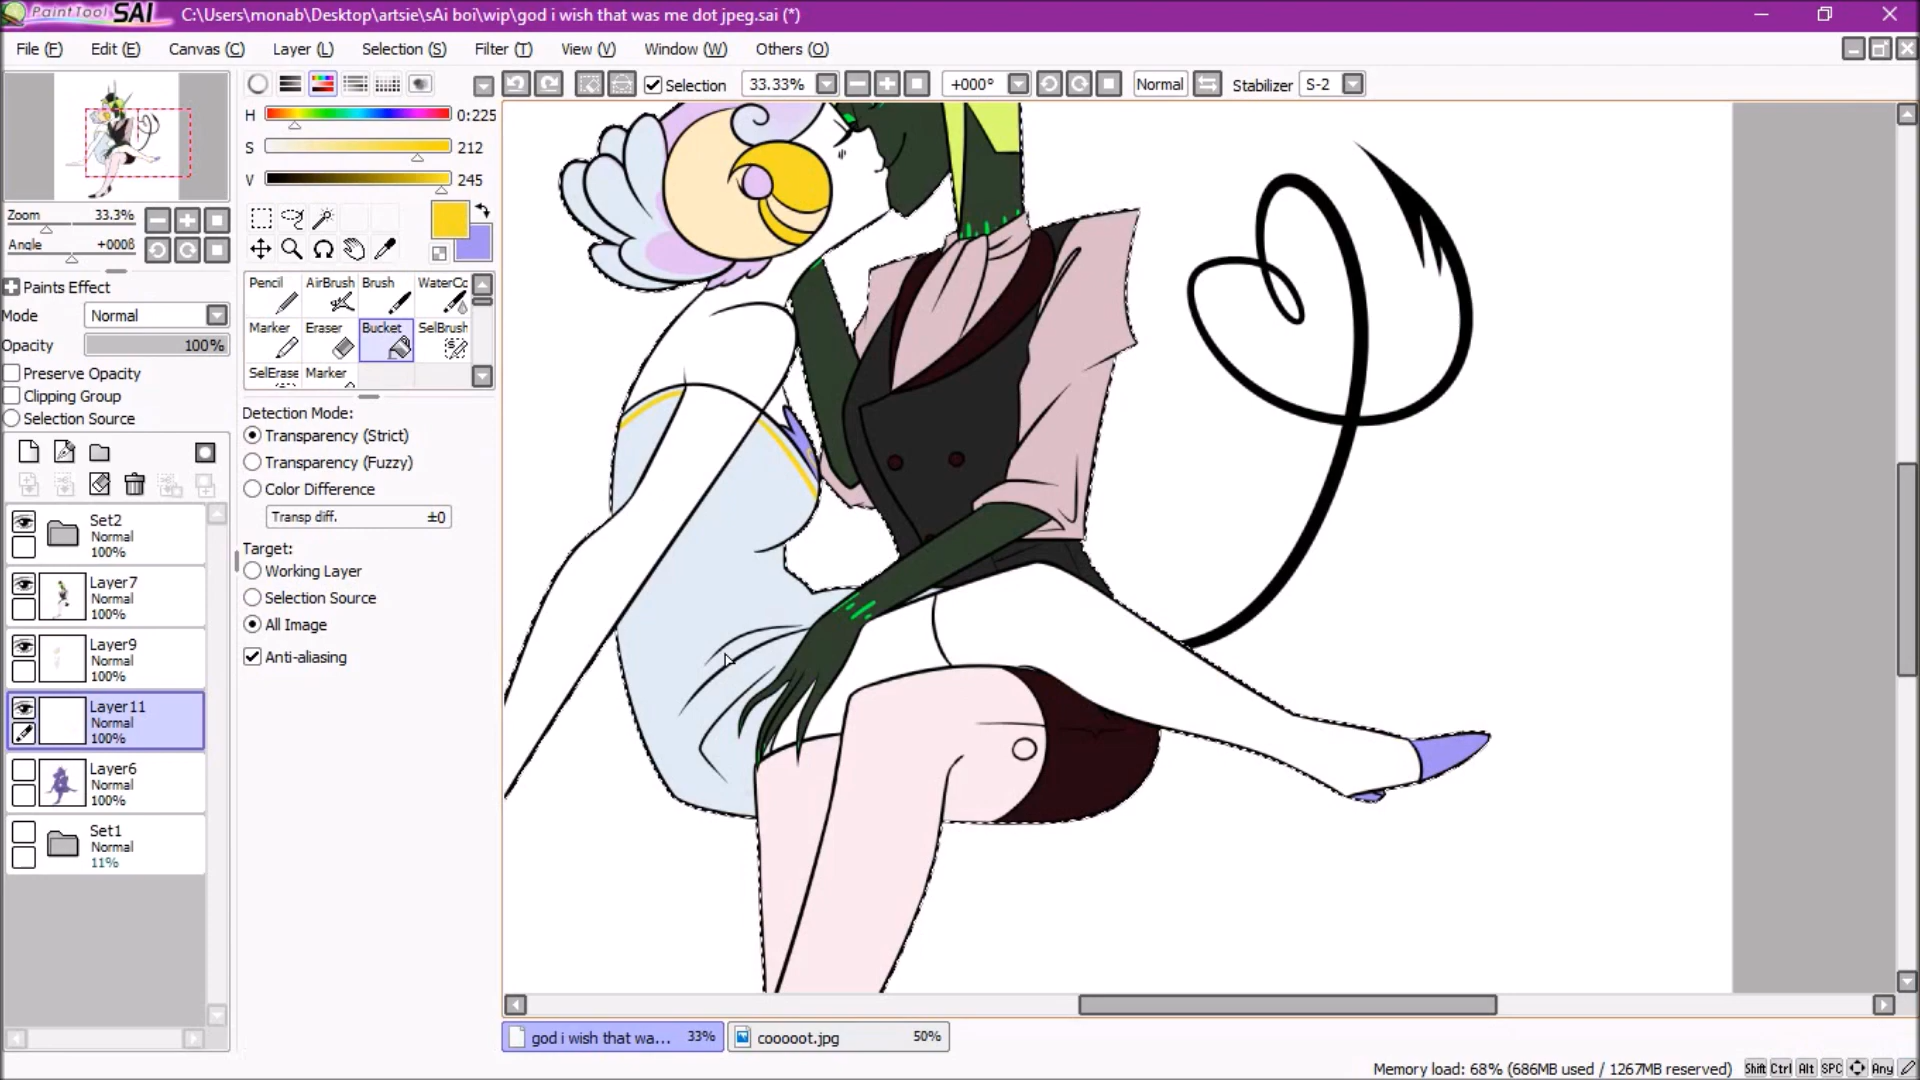 PaintTool SAI C:\Users\monab\Desktop\artsie\sAi boi\wip\god i wish that was me dot jpeg.sai (*)
File (F) Edit (E) Canvas (C) Layer (L) Selection (S) Filter (T) View (V) Window (W) Others (O)
Selection 33.33% +000° Normal Stabilizer S-2
H 0:225
S 212
V 245
Zoom 33.3%
Angle +000ß
Paints Effect
Mode Normal
Opacity 100%
Preserve Opacity
Clipping Group
Selection Source
Pencil AirBrush Brush WaterCc
Marker Eraser Bucket SelBrush
SelErase Marker
Detection Mode:
Transparency (Strict)
Transparency (Fuzzy)
Color Difference
Transp diff. ±0
Target:
Working Layer
Selection Source
All Image
Anti-aliasing
Set2
Normal
100%
Layer7
Normal
100%
Layer9
Normal
100%
Layer11
Normal
100%
Layer6
Normal
100%
Set1
Normal
11%
god i wish that wa... 33% cooooot.jpg 50%
Memory load: 68% (686MB used / 1267MB reserved) Shift Ctrl Alt SPC Any